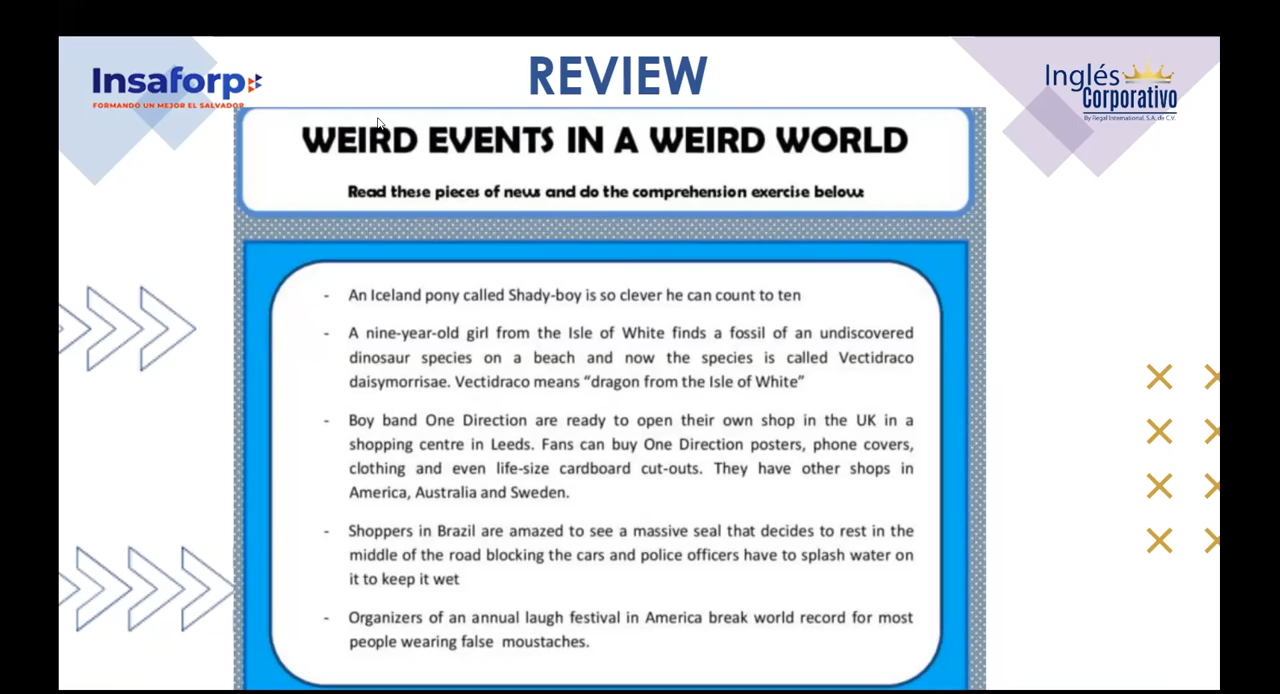 Insaforp
FORMANDO UN MEJOR EL SALVADOR
REVIEW
Inglés
Corporativo
By Regal International, S.A. de C.V.
WEIRD EVENTS IN A WEIRD WORLD
Read these pieces of news and do the comprehension exercise below:
- An Iceland pony called Shady-boy is so clever he can count to ten
- A nine-year-old girl from the Isle of White finds a fossil of an undiscovered
dinosaur species on a beach and now the species is called Vectidraco
daisymorrisae. Vectidraco means “dragon from the Isle of White”
- Boy band One Direction are ready to open their own shop in the UK in a
shopping centre in Leeds. Fans can buy One Direction posters, phone covers,
clothing and even life-size cardboard cut-outs. They have other shops in
America, Australia and Sweden.
- Shoppers in Brazil are amazed to see a massive seal that decides to rest in the
middle of the road blocking the cars and police officers have to splash water on
it to keep it wet
- Organizers of an annual laugh festival in America break world record for most
people wearing false moustaches.